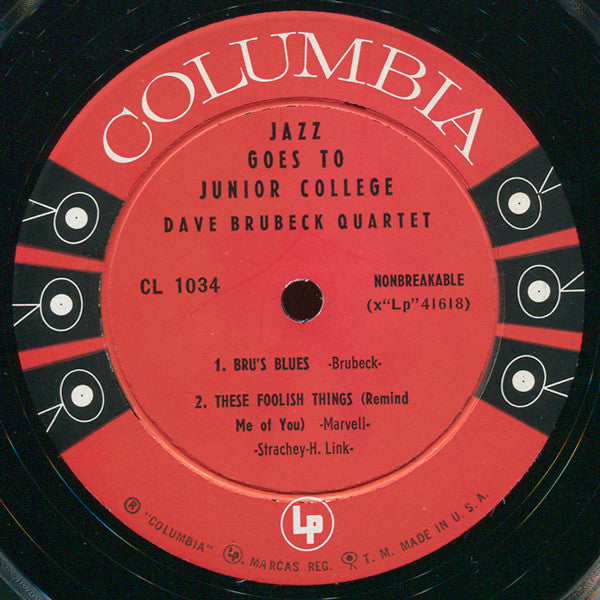 COLUMBIA
JAZZ
GOES TO
JUNIOR COLLEGE
DAVE BRUBECK QUARTET
CL 1034
NONBREAKABLE
(x"Lp"41618)
1. BRU'S BLUES -Brubeck-
2. THESE FOOLISH THINGS (Remind
Me of You) -Marvell-
-Strachey-H. Link-
Lp
® "COLUMBIA" Lp, MARCAS REG. T. M. MADE IN U. S. A.